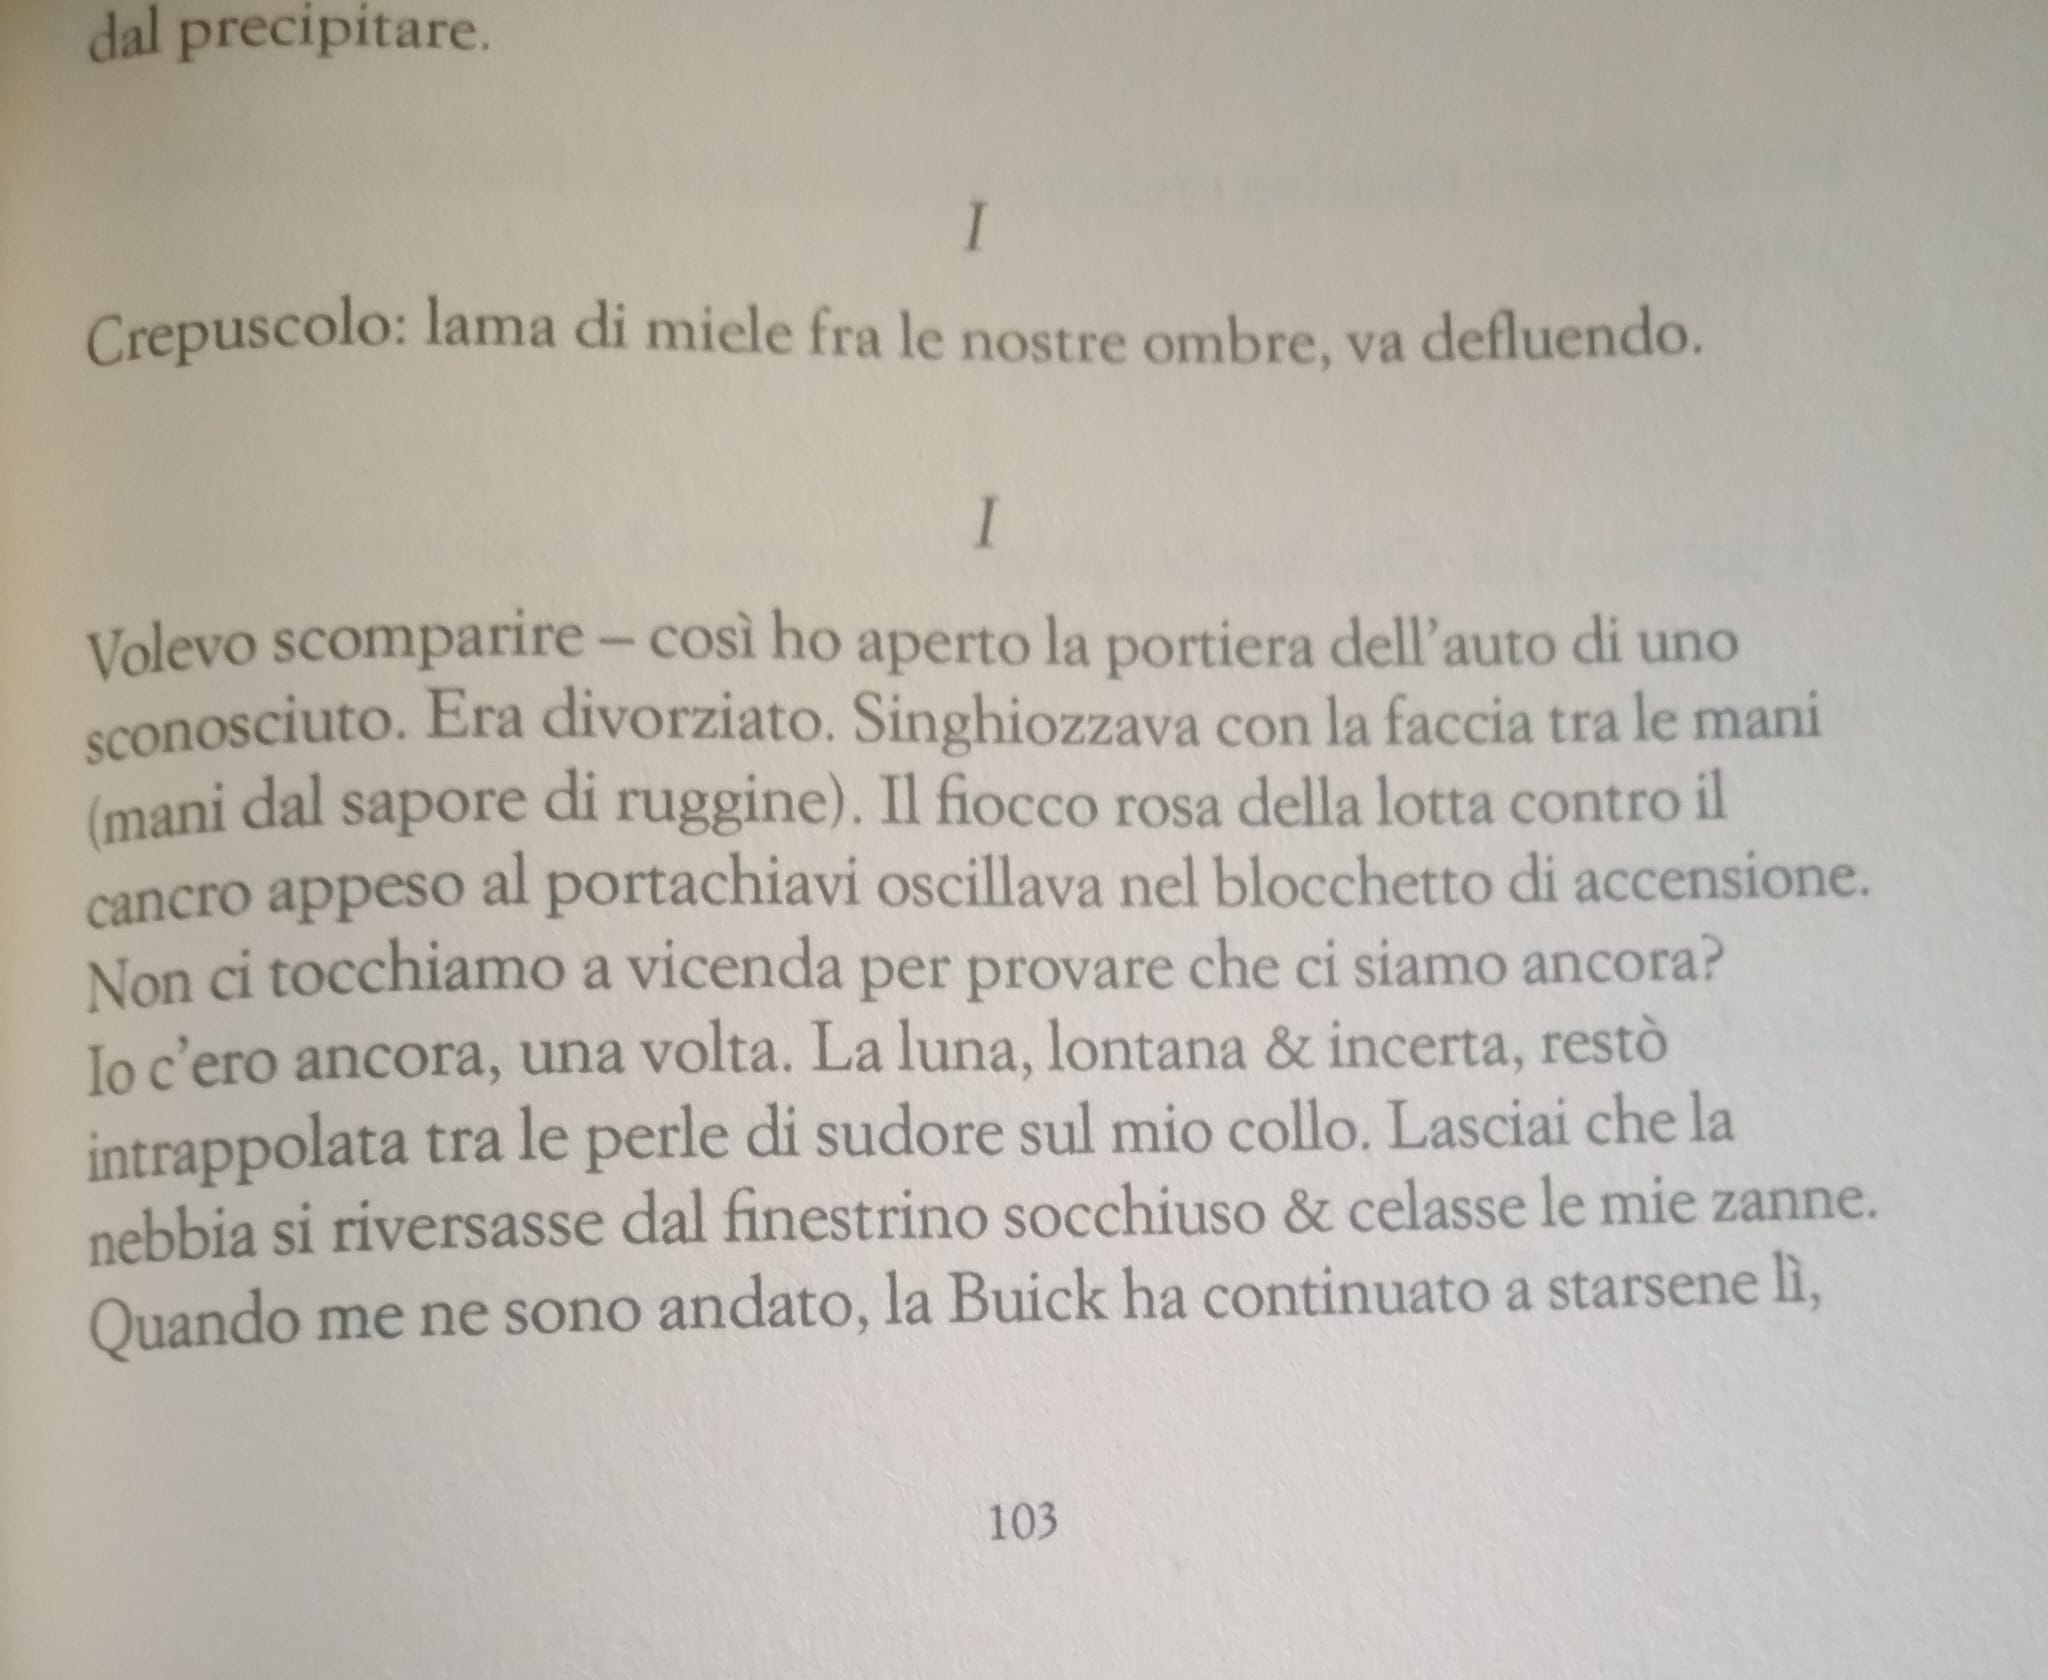 dal precipitare.
I
Crepuscolo: lama di miele fra le nostre ombre, va defluendo.
I
Volevo scomparire – così ho aperto la portiera dell’auto di uno
sconosciuto. Era divorziato. Singhiozzava con la faccia tra le mani
(mani dal sapore di ruggine). Il fiocco rosa della lotta contro il
cancro appeso al portachiavi oscillava nel blocchetto di accensione.
Non ci tocchiamo a vicenda per provare che ci siamo ancora?
Io c’ero ancora, una volta. La luna, lontana & incerta, restò
intrappolata tra le perle di sudore sul mio collo. Lasciai che la
nebbia si riversasse dal finestrino socchiuso & celasse le mie zanne.
Quando me ne sono andato, la Buick ha continuato a starsene lì,
103